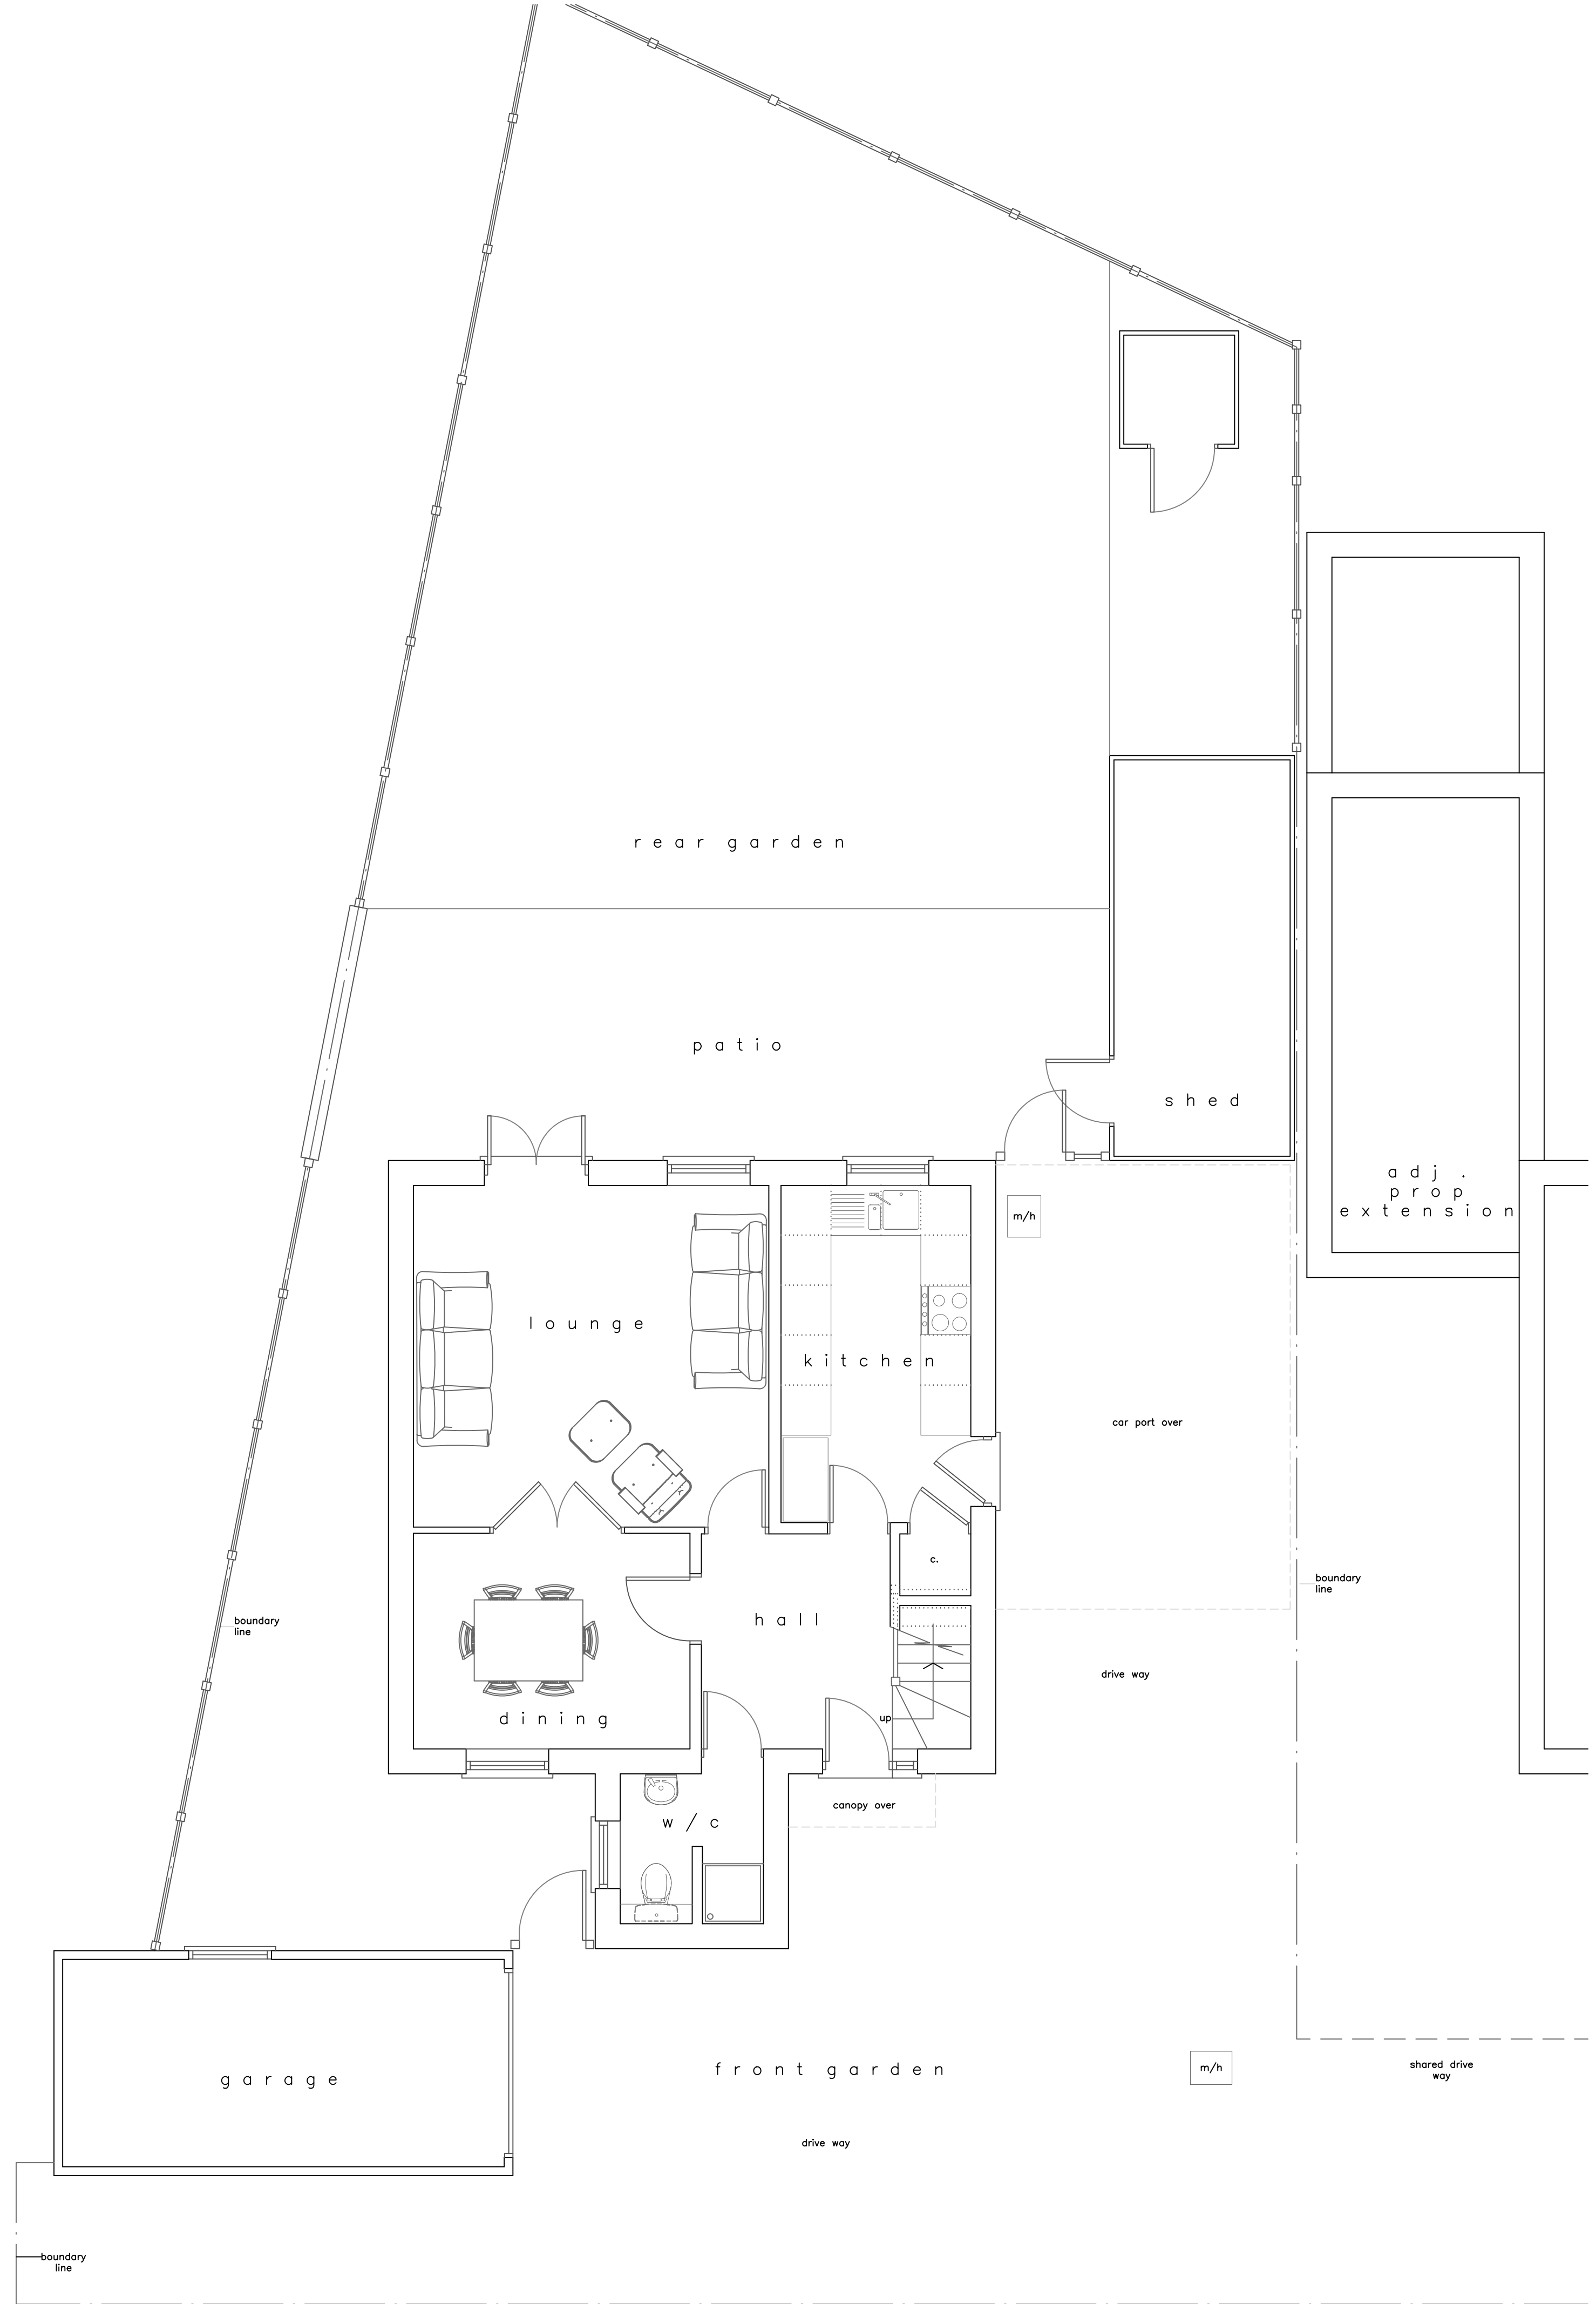 rear garden
patio
shed
adj.
prop
extension
m/h
lounge
kitchen
car port over
c.
boundary
line
hall
boundary
line
drive way
dining
up
canopy over
w/c
front garden
m/h
shared drive
way
garage
drive way
boundary
line